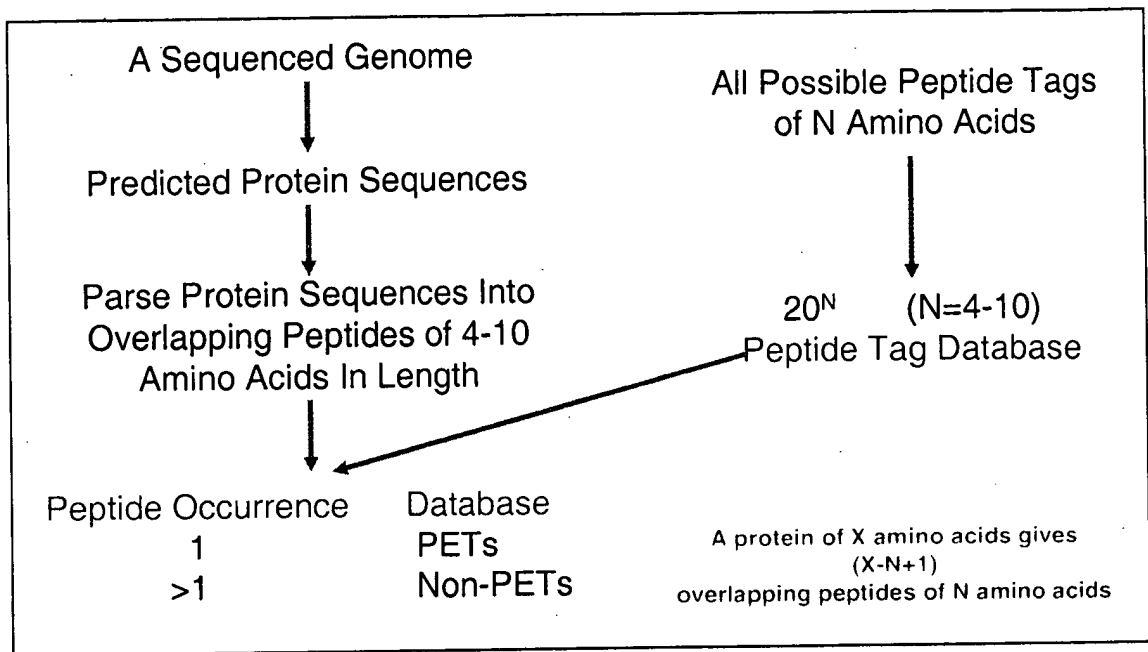 A Sequenced Genome
Predicted Protein Sequences
Parse Protein Sequences Into
Overlapping Peptides of 4-10
Amino Acids In Length
All Possible Peptide Tags
of N Amino Acids
20ᴺ (N=4-10)
Peptide Tag Database
Peptide Occurrence Database
1 PETs
>1 Non-PETs
A protein of X amino acids gives
(X-N+1)
overlapping peptides of N amino acids